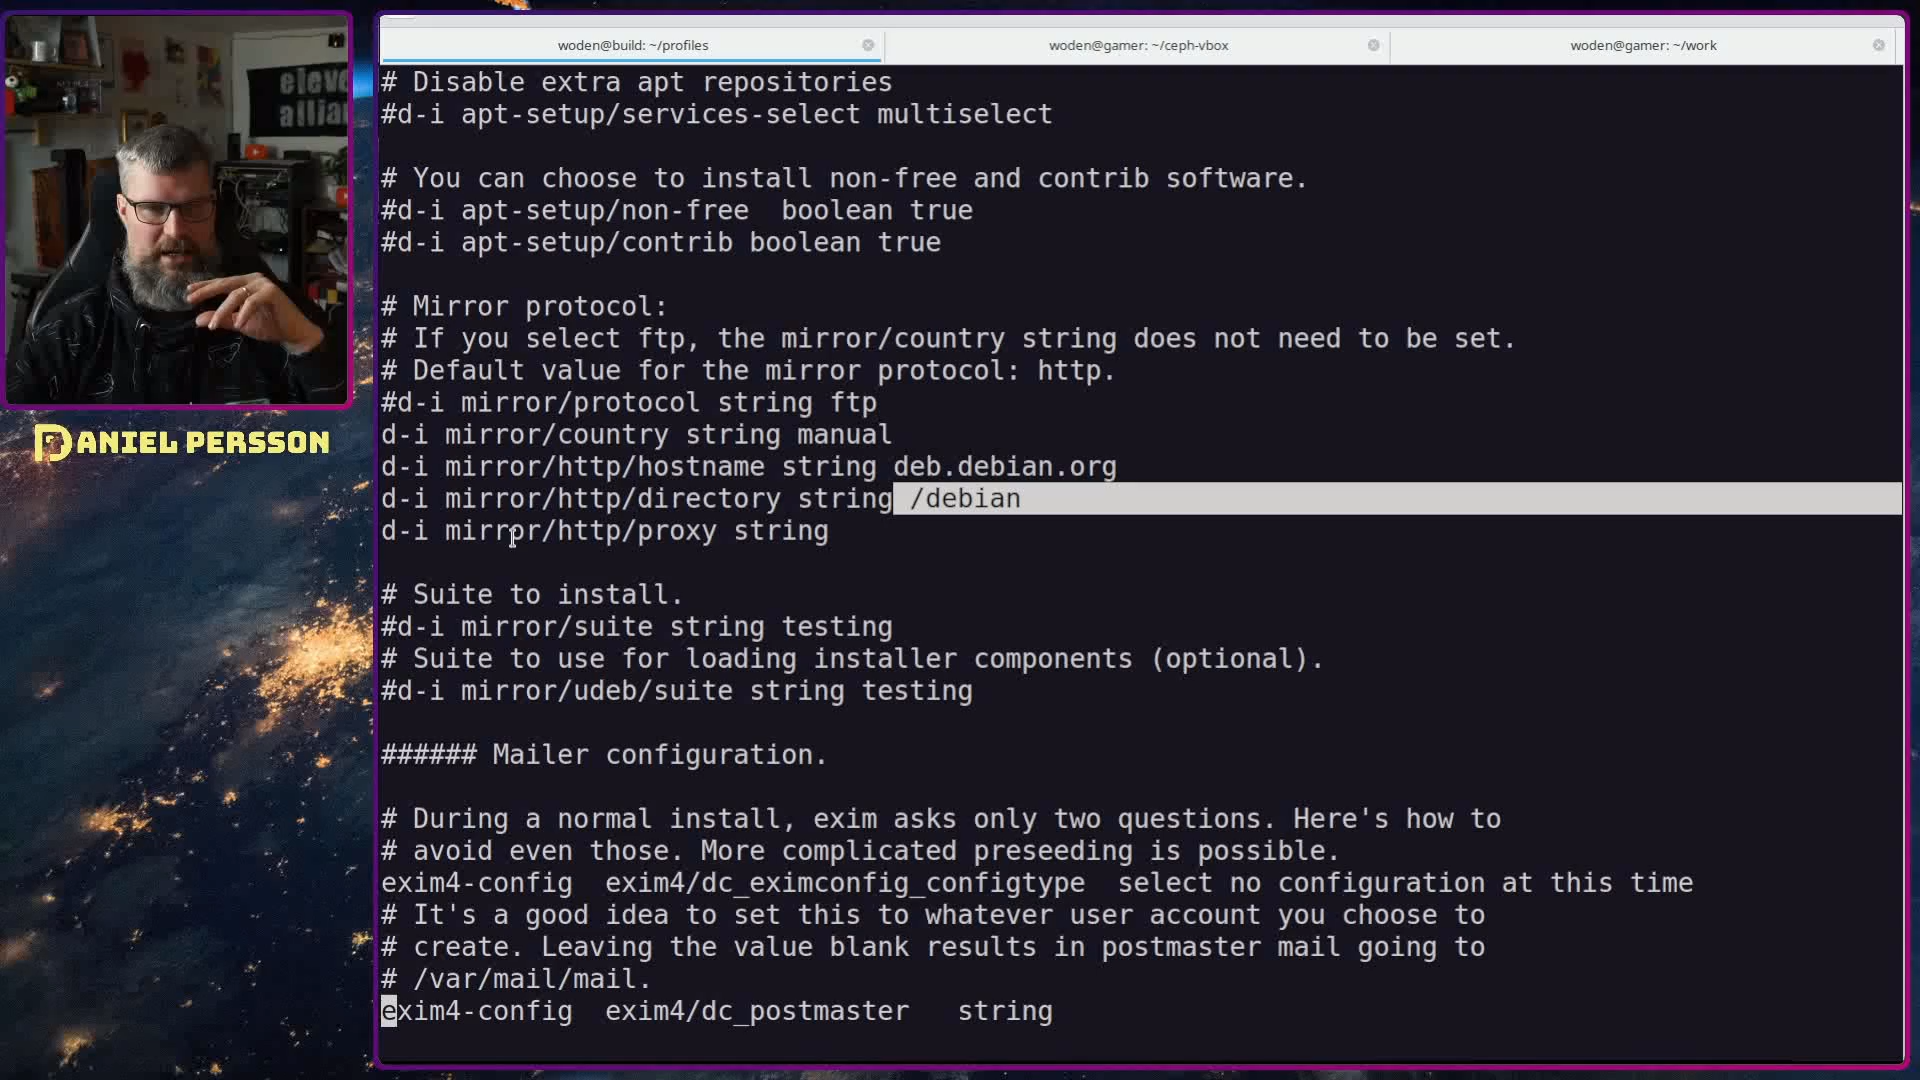 woden@build: ~/profiles
woden@gamer: ~/ceph-vbox
woden@gamer: ~/work
# Disable extra apt repositories
#d-i apt-setup/services-select multiselect
# You can choose to install non-free and contrib software.
#d-i apt-setup/non-free  boolean true
#d-i apt-setup/contrib boolean true
# Mirror protocol:
# If you select ftp, the mirror/country string does not need to be set.
# Default value for the mirror protocol: http.
#d-i mirror/protocol string ftp
d-i mirror/country string manual
d-i mirror/http/hostname string deb.debian.org
d-i mirror/http/directory string /debian
d-i mirror/http/proxy string
# Suite to install.
#d-i mirror/suite string testing
# Suite to use for loading installer components (optional).
#d-i mirror/udeb/suite string testing
###### Mailer configuration.
# During a normal install, exim asks only two questions. Here's how to
# avoid even those. More complicated preseeding is possible.
exim4-config  exim4/dc_eximconfig_configtype  select no configuration at this time
# It's a good idea to set this to whatever user account you choose to
# create. Leaving the value blank results in postmaster mail going to
# /var/mail/mail.
exim4-config  exim4/dc_postmaster   string
DANIEL PERSSON